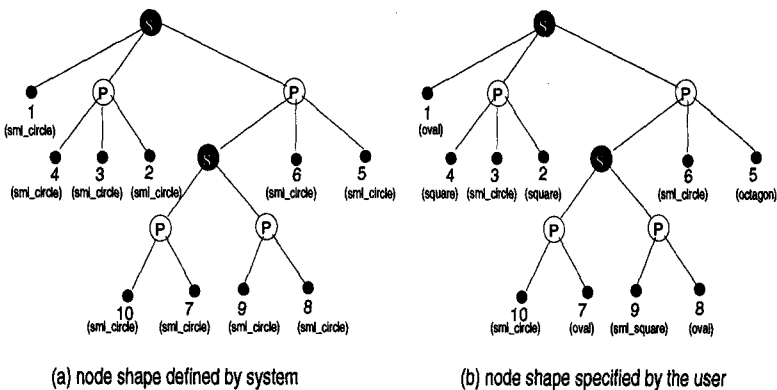 S S
P P P P
1 1
(sml_circle) (oval)
4 3 2 S 6 5 4 3 2 S 6 5
(sml_circle) (sml_circle) (sml_circle) (sml_circle) (sml_circle) (square) (sml_circle) (square) (sml_circle) (octagon)
P P P P
10 7 9 8 10 7 9 8
(sml_circle) (sml_circle) (sml_circle) (sml_circle) (sml_circle) (oval) (sml_square) (oval)
(a) node shape defined by system (b) node shape specified by the user